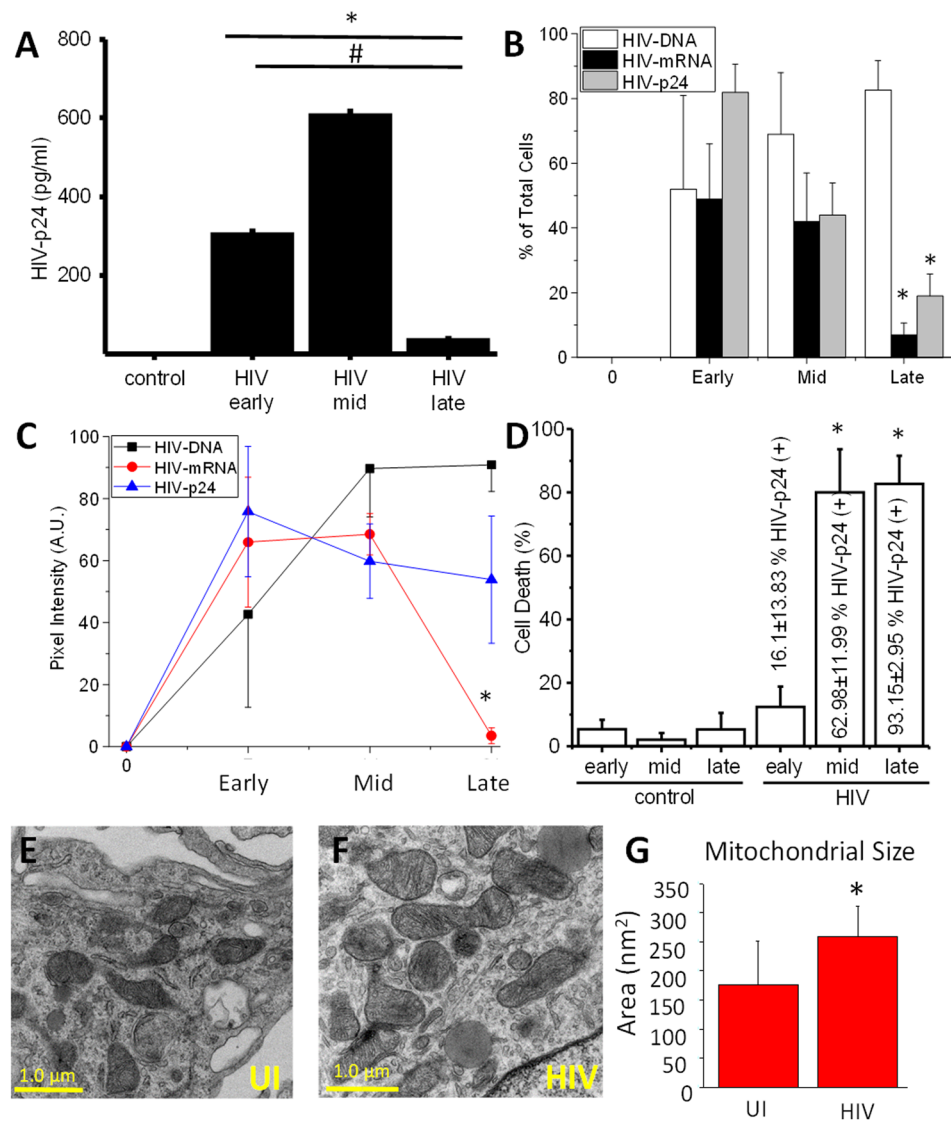 A
*
#
800
600
400
200
HIV-p24 (pg/ml)
control
HIV
early
HIV
mid
HIV
late
B
HIV-DNA
HIV-mRNA
HIV-p24
80
60
40
20
0
% of Total Cells
*
*
0
Early
Mid
Late
C
HIV-DNA
HIV-mRNA
HIV-p24
100
80
60
40
20
0
Pixel Intensity (A.U.)
*
0
Early
Mid
Late
D
100
80
60
40
20
0
Cell Death (%)
16.1±13.83 % HIV-p24 (+)
62.98±11.99 % HIV-p24 (+)
93.15±2.95 % HIV-p24 (+)
*
*
early
mid
late
ealy
mid
late
control
HIV
E
1.0 µm
UI
F
1.0 µm
HIV
G
Mitochondrial Size
*
350
300
250
200
150
100
50
0
Area (nm²)
UI
HIV